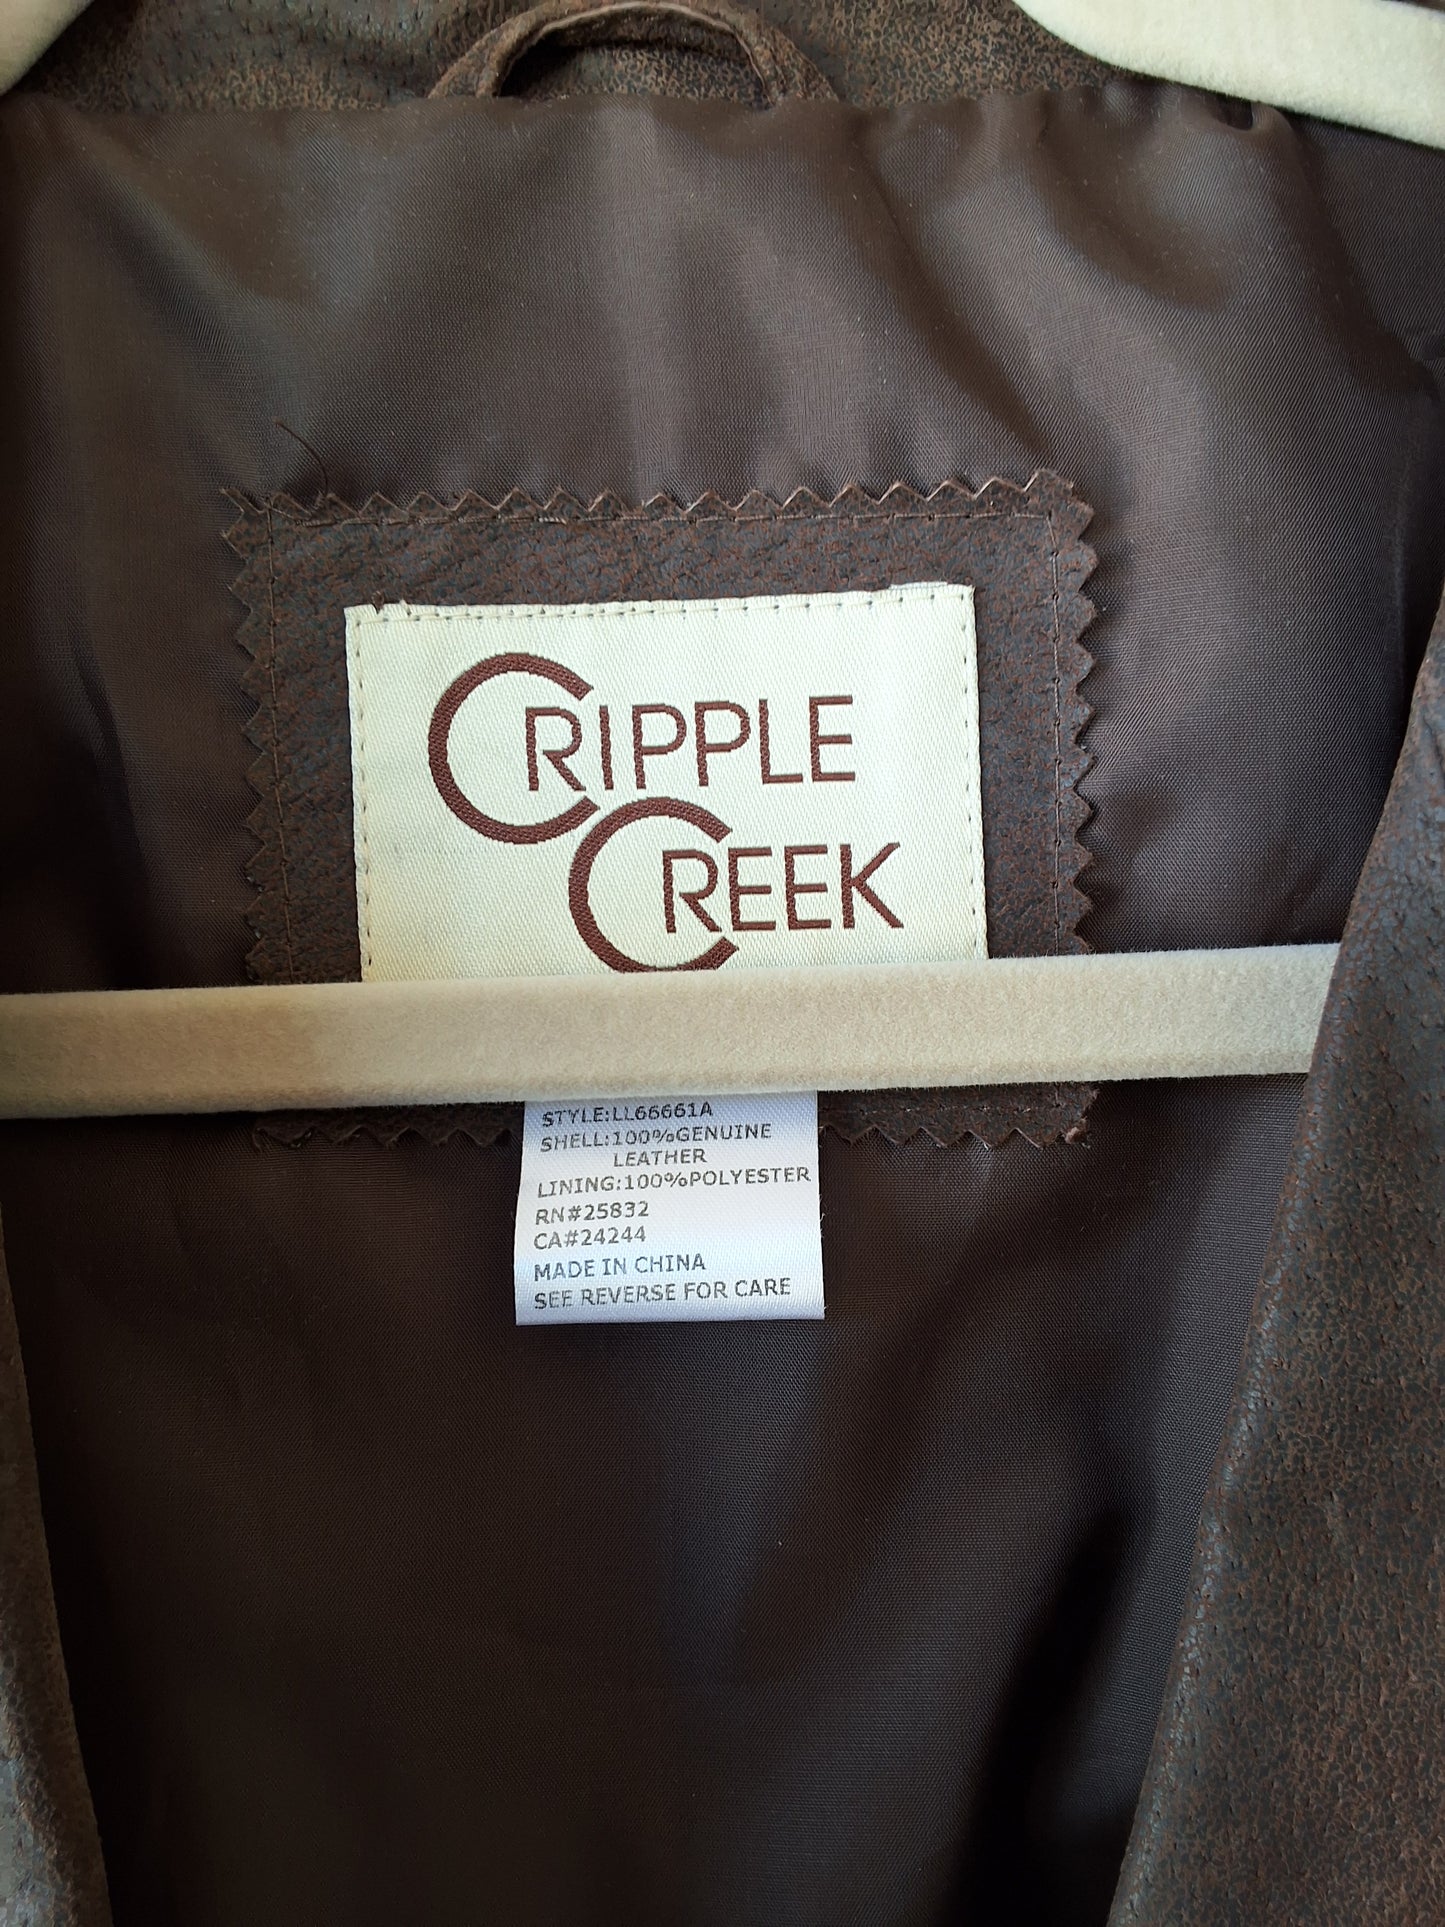 CRIPPLE
CREEK
STYLE:LL66661A
SHELL:100%GENUINE
LEATHER
LINING:100%POLYESTER
RN#25832
CA#24244
MADE IN CHINA
SEE REVERSE FOR CARE